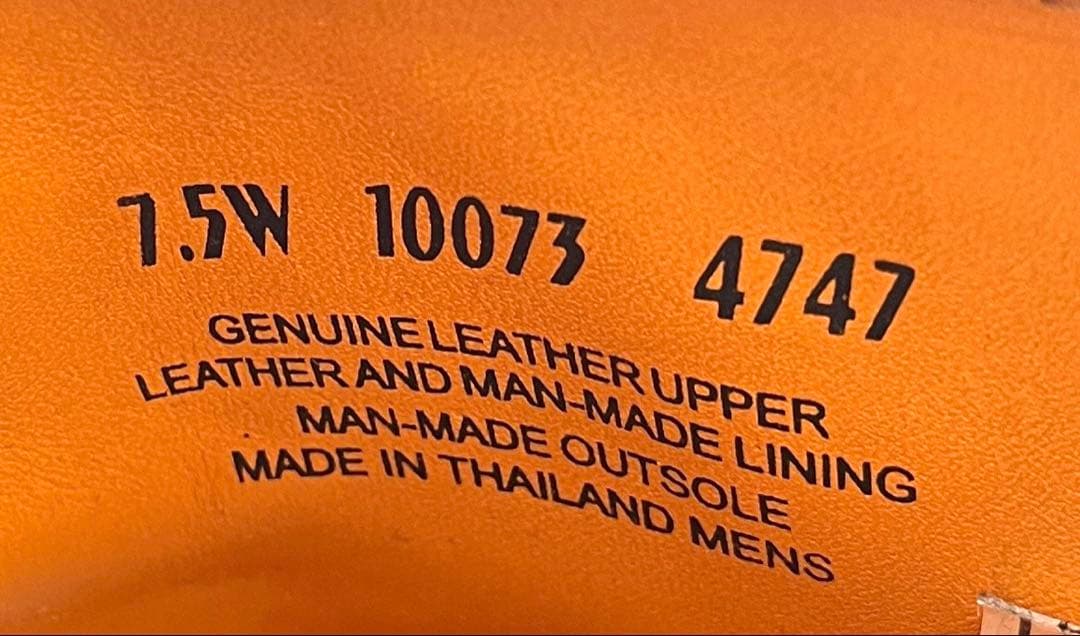 7.5W 10073 4747
GENUINE LEATHER UPPER
LEATHER AND MAN-MADE LINING
MAN-MADE OUTSOLE
MADE IN THAILAND MENS